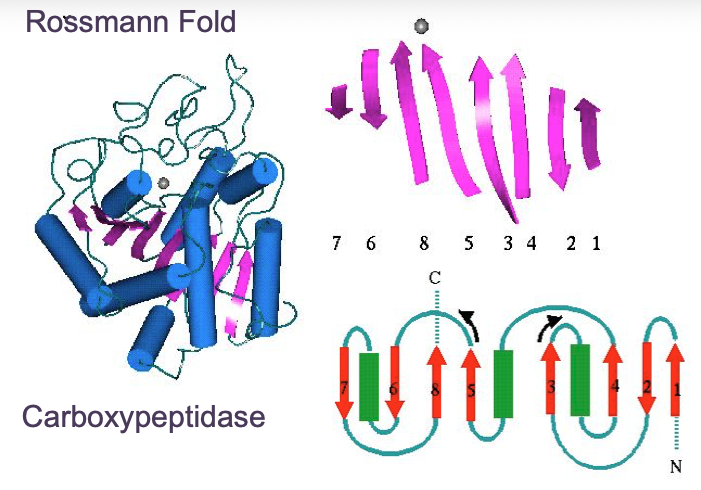 Rossmann Fold
7 6 8 5 3 4 2 1
C
7 6 8 5 3 4 2 1
Carboxypeptidase
N